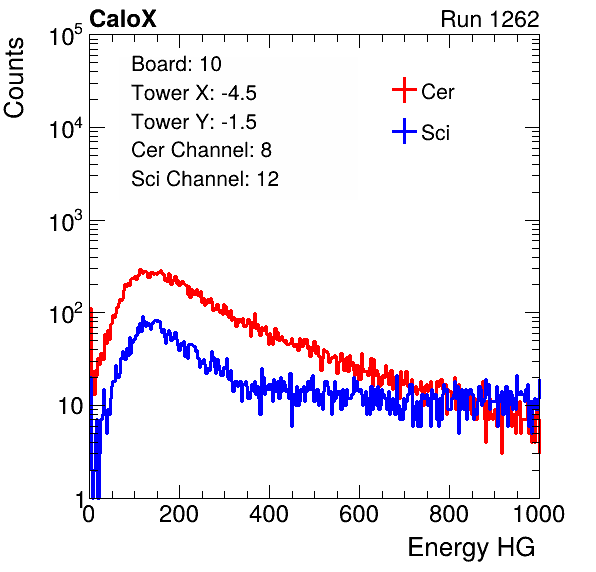 CaloX Run 1262
Counts
Board: 10
Tower X: -4.5
Tower Y: -1.5
Cer Channel: 8
Sci Channel: 12
Cer
Sci
10^5
10^4
10^3
10^2
10
1
0 200 400 600 800 1000
Energy HG